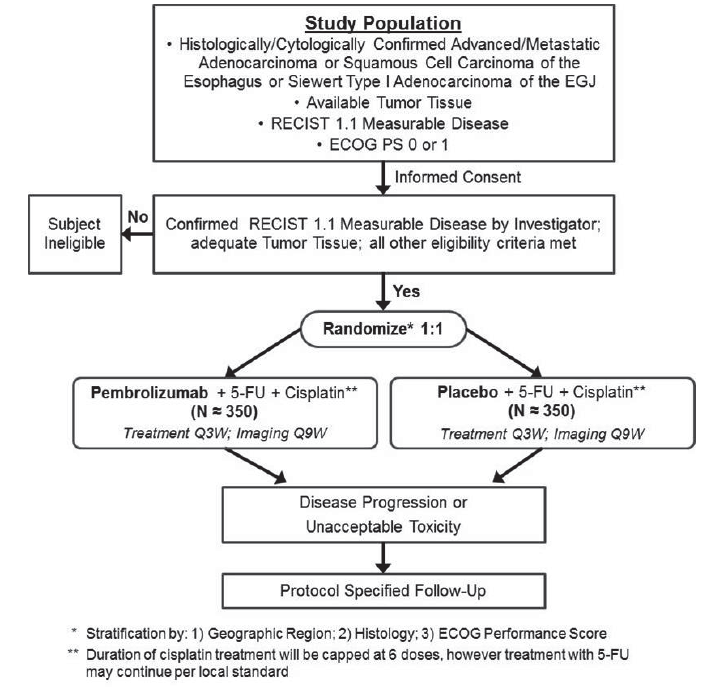 Study Population
• Histologically/Cytologically Confirmed Advanced/Metastatic
Adenocarcinoma or Squamous Cell Carcinoma of the
Esophagus or Siewert Type I Adenocarcinoma of the EGJ
• Available Tumor Tissue
• RECIST 1.1 Measurable Disease
• ECOG PS 0 or 1
Informed Consent
Subject
Ineligible
No
Confirmed RECIST 1.1 Measurable Disease by Investigator;
adequate Tumor Tissue; all other eligibility criteria met
Yes
Randomize* 1:1
Pembrolizumab + 5-FU + Cisplatin**
(N ≈ 350)
Treatment Q3W; Imaging Q9W
Placebo + 5-FU + Cisplatin**
(N ≈ 350)
Treatment Q3W; Imaging Q9W
Disease Progression or
Unacceptable Toxicity
Protocol Specified Follow-Up
* Stratification by: 1) Geographic Region; 2) Histology; 3) ECOG Performance Score
** Duration of cisplatin treatment will be capped at 6 doses, however treatment with 5-FU
may continue per local standard